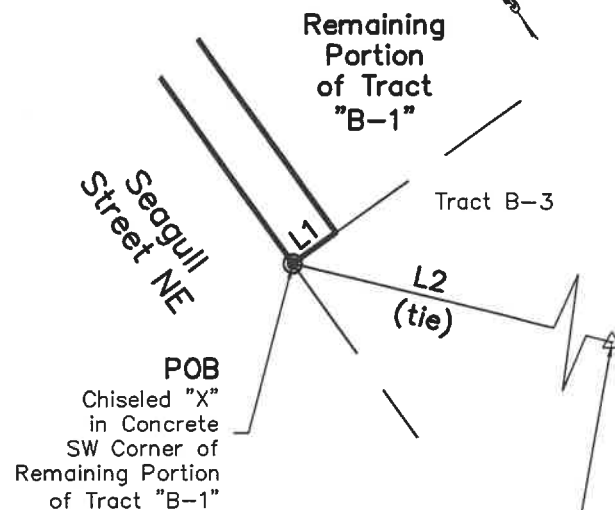 Remaining
Portion
of Tract
"B-1"
Tract B-3
Seagull
Street NE
L1
L2
(tie)
POB
Chiseled "X"
in Concrete
SW Corner of
Remaining Portion
of Tract "B-1"